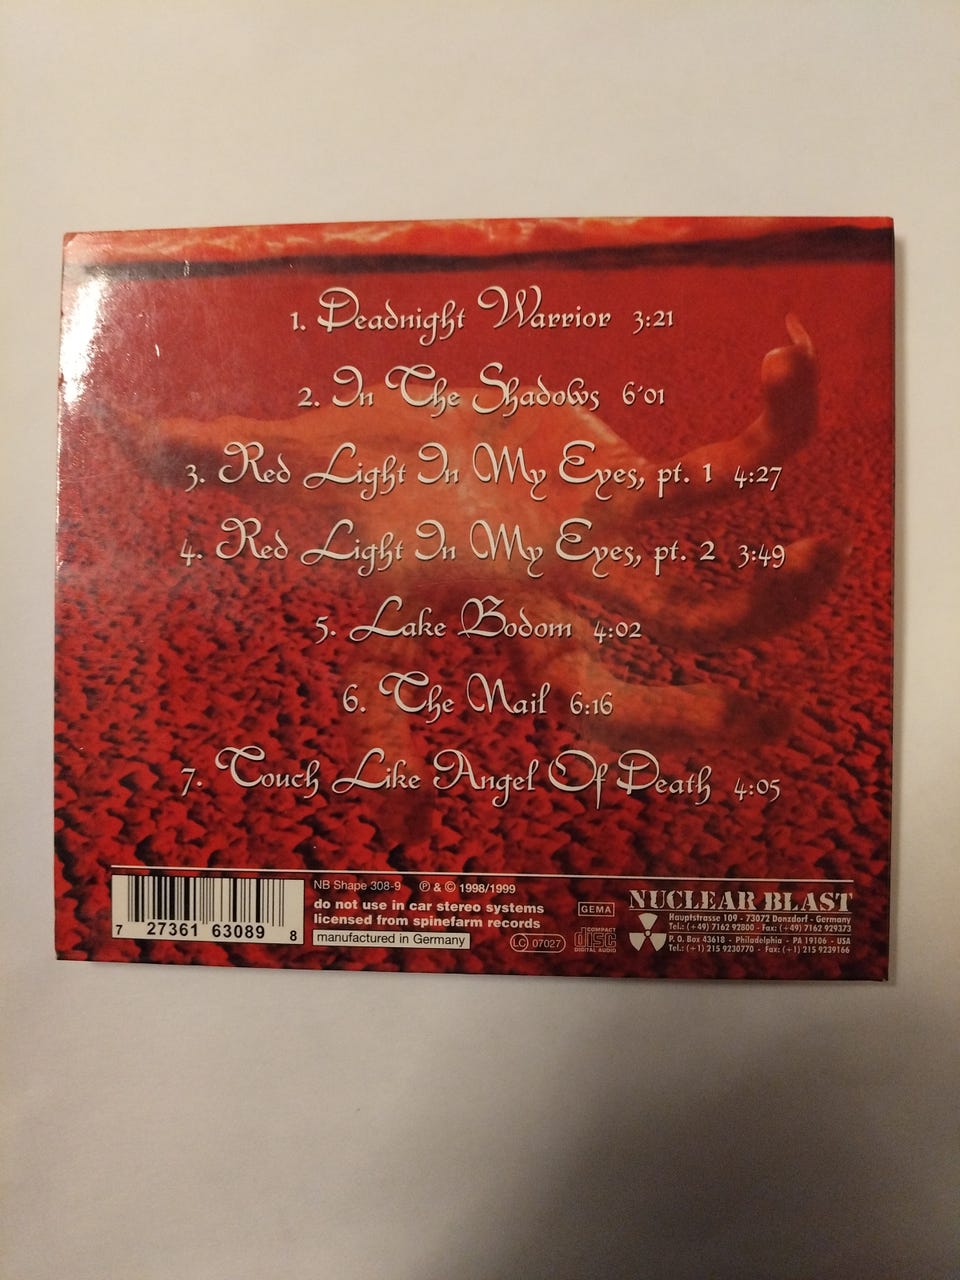 1. Deadnight Warrior 3:21
2. In The Shadows 6´01
3. Red Light In My Eyes, pt. 1 4:27
4. Red Light In My Eyes, pt. 2 3:49
5. Lake Bodom 4:02
6. The Nail 6:16
7. Touch Like Angel Of Death 4:05
7 27361 63089 8
NB Shape 308-9 ℗ & © 1998/1999
do not use in car stereo systems
licensed from spinefarm records
manufactured in Germany
GEMA
LC 07027
COMPACT
disc
DIGITAL AUDIO
NUCLEAR BLAST
Hauptstrasse 109 - 73072 Donzdorf - Germany
Tel.: (+49) 7162 92800 - Fax: (+49) 7162 929373
P. O. Box 43618 - Philadelphia - PA 19106 - USA
Tel.: (+1) 215 9230770 - Fax: (+1) 215 9239166